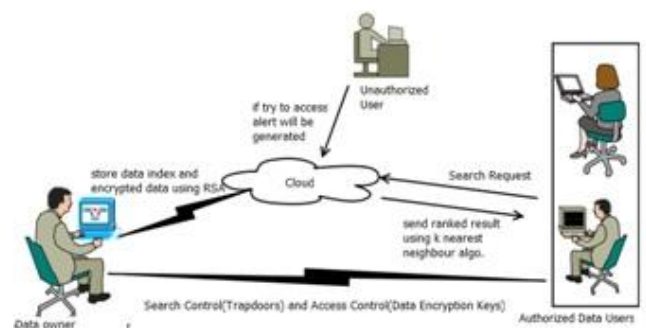 Unauthorized
User
if try to access
alert will be
generated
store data index and
encrypted data using RSA
Cloud
Search Request
send ranked result
using k nearest
neighbour algo.
Search Control(Trapdoors) and Access Control(Data Encryption Keys)
Data owner
Authorized Data Users